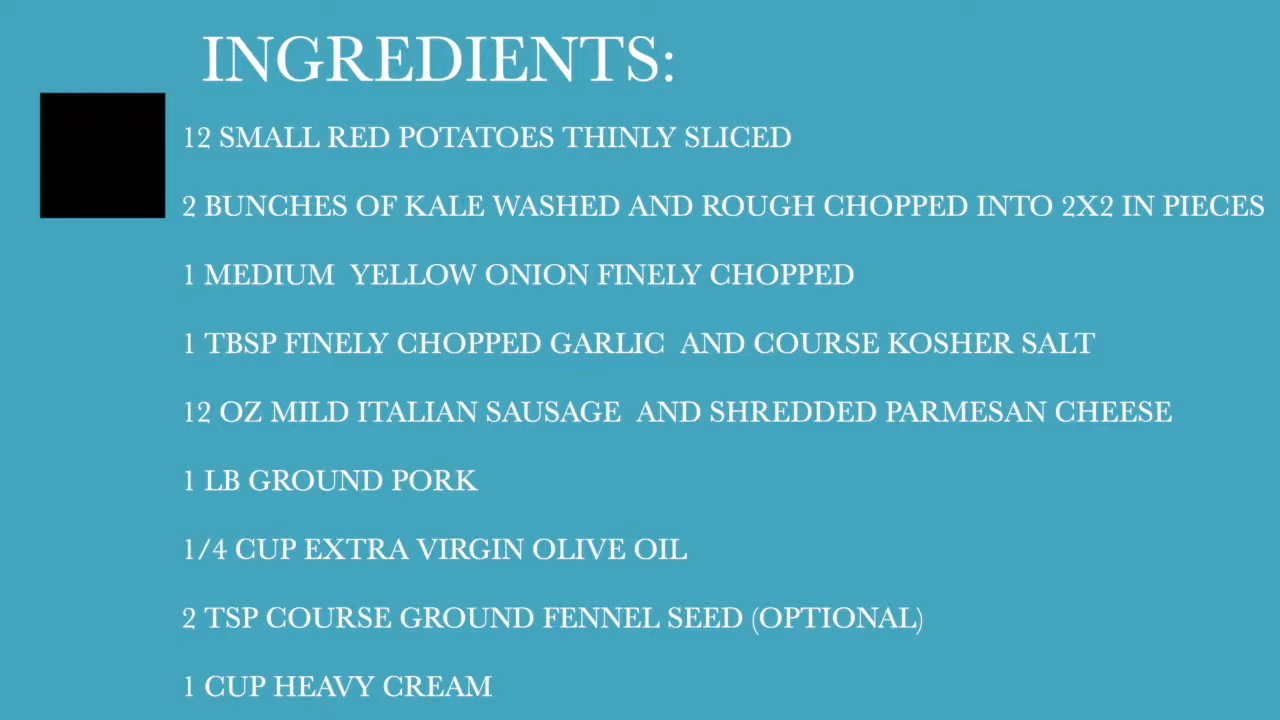 INGREDIENTS:
12 SMALL RED POTATOES THINLY SLICED
2 BUNCHES OF KALE WASHED AND ROUGH CHOPPED INTO 2X2 IN PIECES
1 MEDIUM  YELLOW ONION FINELY CHOPPED
1 TBSP FINELY CHOPPED GARLIC  AND COURSE KOSHER SALT
12 OZ MILD ITALIAN SAUSAGE  AND SHREDDED PARMESAN CHEESE
1 LB GROUND PORK
1/4 CUP EXTRA VIRGIN OLIVE OIL
2 TSP COURSE GROUND FENNEL SEED (OPTIONAL)
1 CUP HEAVY CREAM